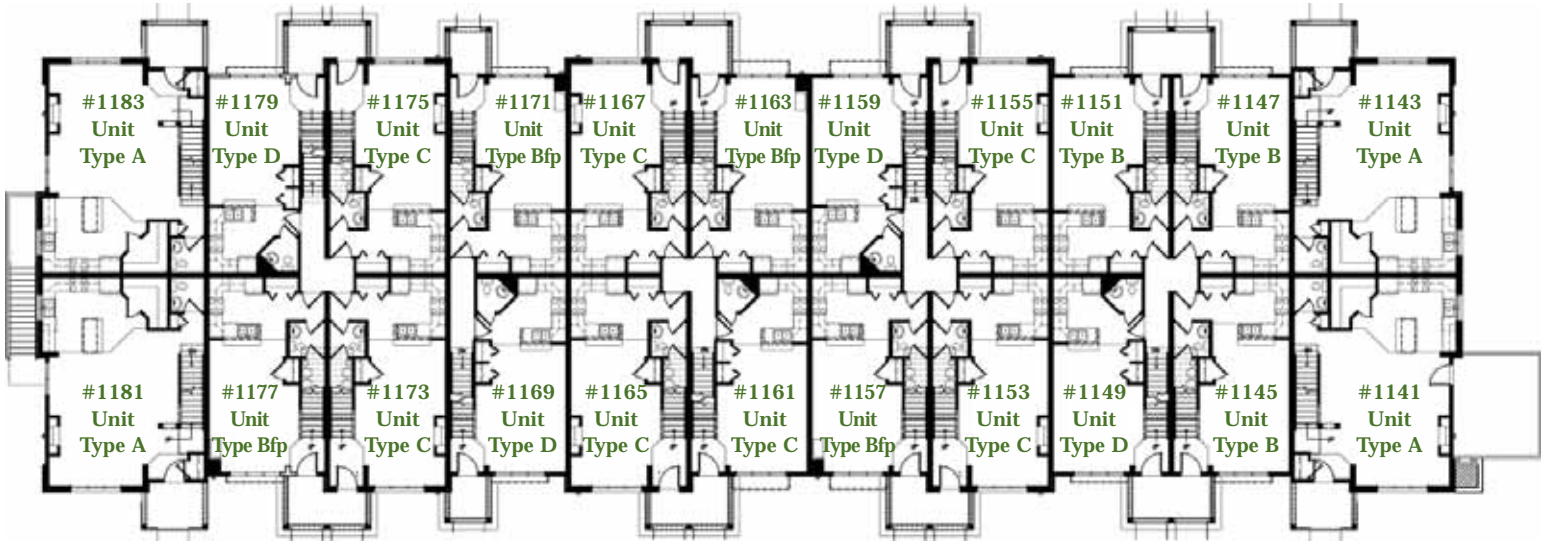 #1183
Unit
Type A
#1179
Unit
Type D
#1175
Unit
Type C
#1171
Unit
Type Bfp
#1167
Unit
Type C
#1163
Unit
Type Bfp
#1159
Unit
Type D
#1155
Unit
Type C
#1151
Unit
Type B
#1147
Unit
Type B
#1143
Unit
Type A
#1181
Unit
Type A
#1177
Unit
Type Bfp
#1173
Unit
Type C
#1169
Unit
Type D
#1165
Unit
Type C
#1161
Unit
Type C
#1157
Unit
Type Bfp
#1153
Unit
Type C
#1149
Unit
Type D
#1145
Unit
Type B
#1141
Unit
Type A